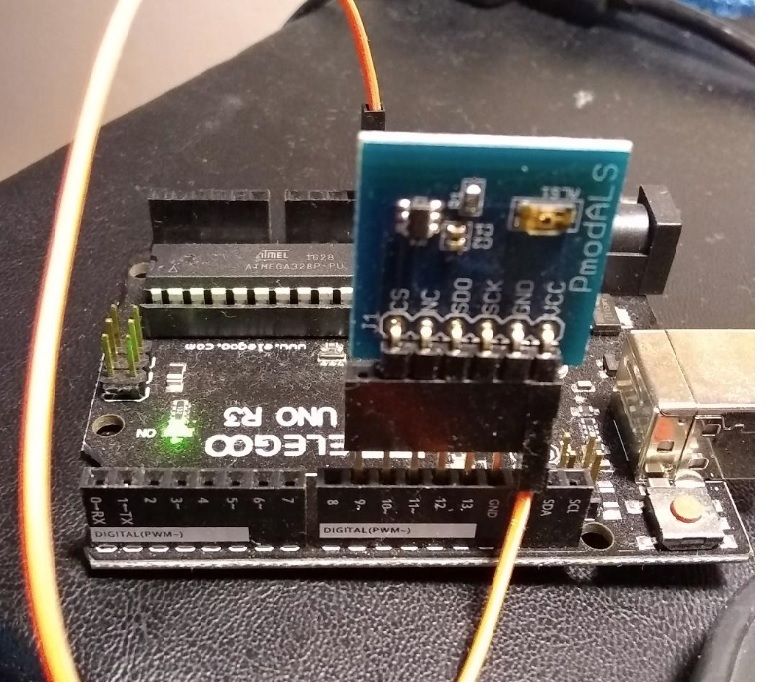 PmodALS
J1
CS
NC
SDO
SCK
GND
VCC
ATMEL
ATMEGA328P-PU
www.elegoo.com
ON
ELEGOO
UNO R3
0→RX
1→TX
2
3~
4
5~
6~
7
8
9~
10~
11~
12
13
GND
SDA
SCL
DIGITAL(PWM~)
DIGITAL(PWM~)